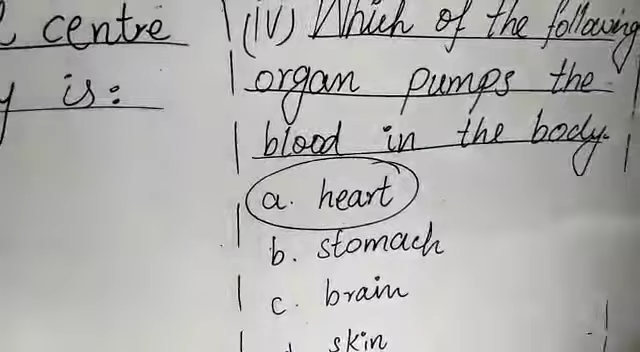 centre
is:
(iv) Which of the following
organ pumps the
blood in the body.
a. heart
b. stomach
c. brain
skin